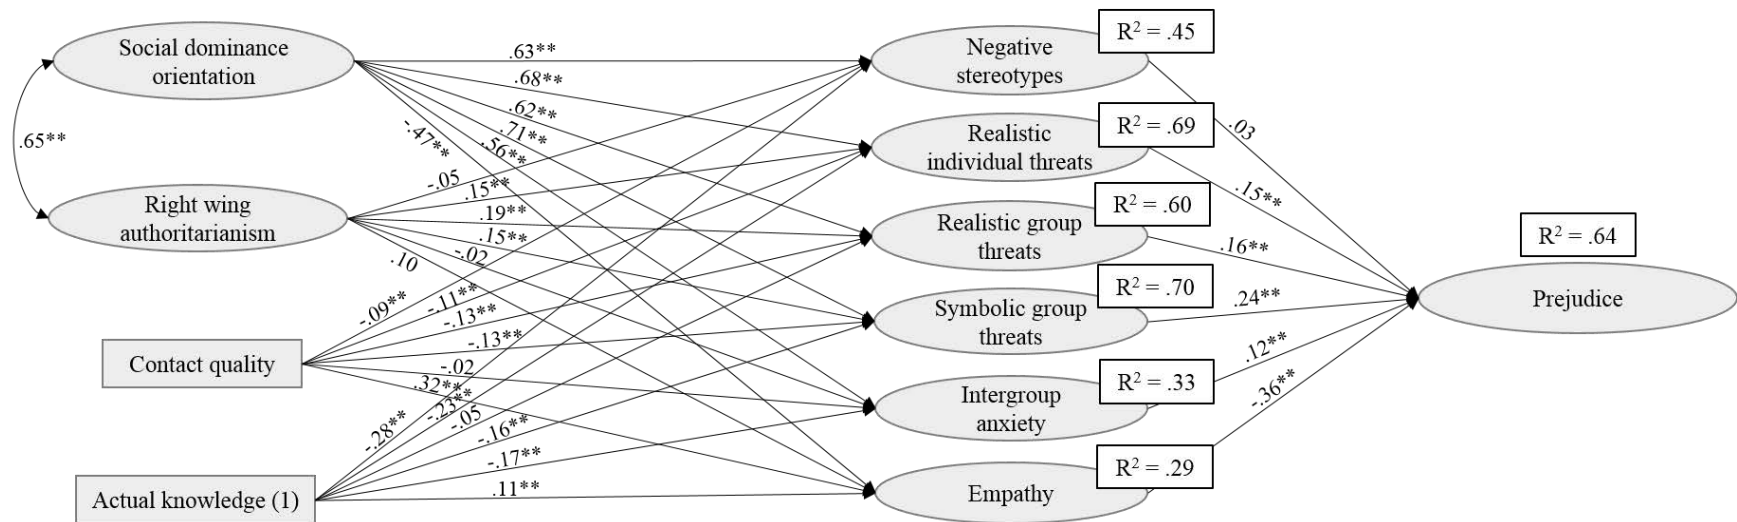 Social dominance
orientation
Right wing
authoritarianism
Contact quality
Actual knowledge (1)
.65**
.63**
.68**
.62**
.71**
.56**
-.47**
-.05
.15**
.19**
.15**
-.02
.10
-.09**
-.11**
-.13**
-.13**
-.02
.32**
-.28**
-.23**
-.05
-.16**
-.17**
.11**
Negative
stereotypes
R² = .45
Realistic
individual threats
R² = .69
Realistic group
threats
R² = .60
Symbolic group
threats
R² = .70
Intergroup
anxiety
R² = .33
Empathy
R² = .29
.03
.15**
.16**
.24**
.12**
-.36**
R² = .64
Prejudice